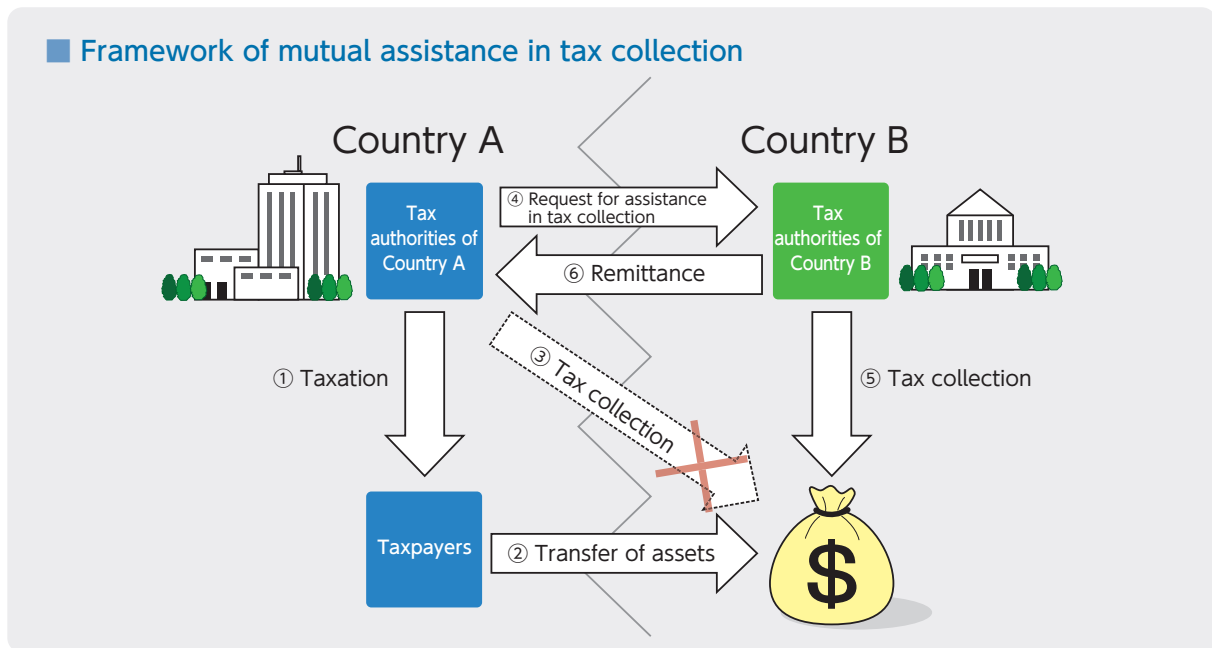 Framework of mutual assistance in tax collection
Country A
Country B
Tax
authorities of
Country A
④ Request for assistance
in tax collection
Tax
authorities of
Country B
⑥ Remittance
① Taxation
③ Tax collection
⑤ Tax collection
Taxpayers
② Transfer of assets
$